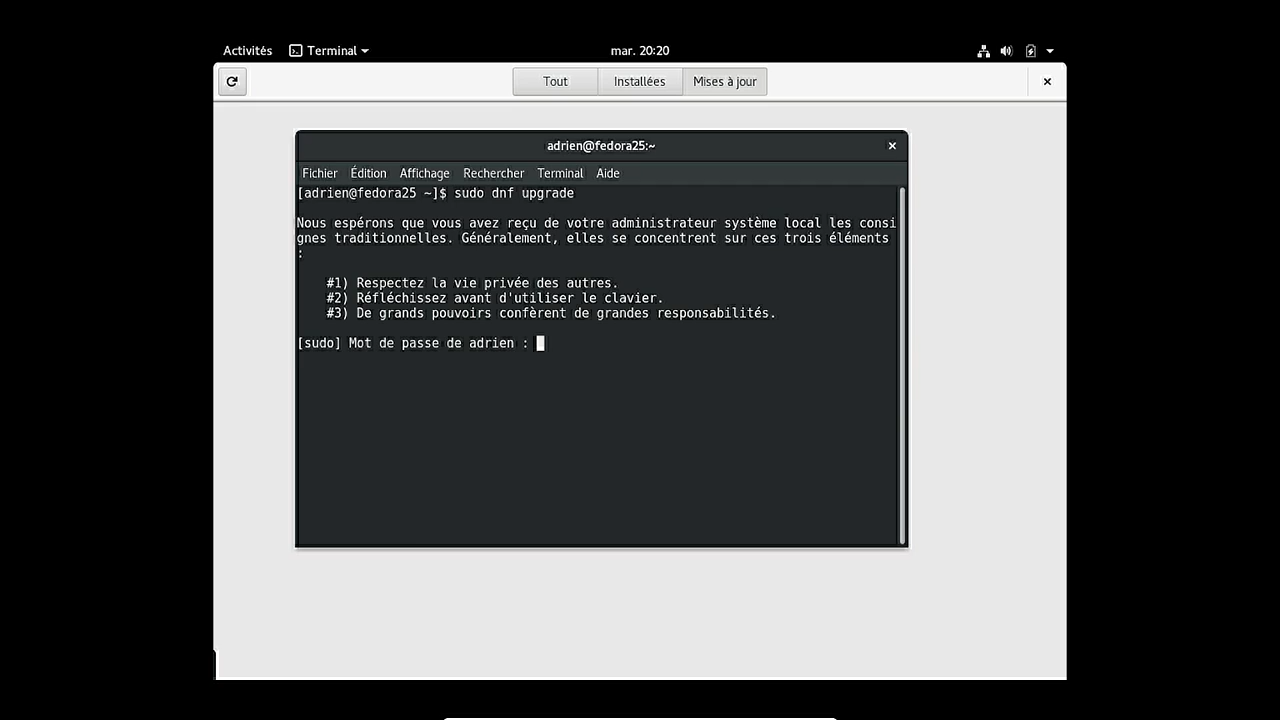 Activités Terminal mar. 20:20
Tout Installées Mises à jour
adrien@fedora25:~
Fichier Édition Affichage Rechercher Terminal Aide
[adrien@fedora25 ~]$ sudo dnf upgrade
Nous espérons que vous avez reçu de votre administrateur système local les consi
gnes traditionnelles. Généralement, elles se concentrent sur ces trois éléments
:
#1) Respectez la vie privée des autres.
#2) Réfléchissez avant d'utiliser le clavier.
#3) De grands pouvoirs confèrent de grandes responsabilités.
[sudo] Mot de passe de adrien :